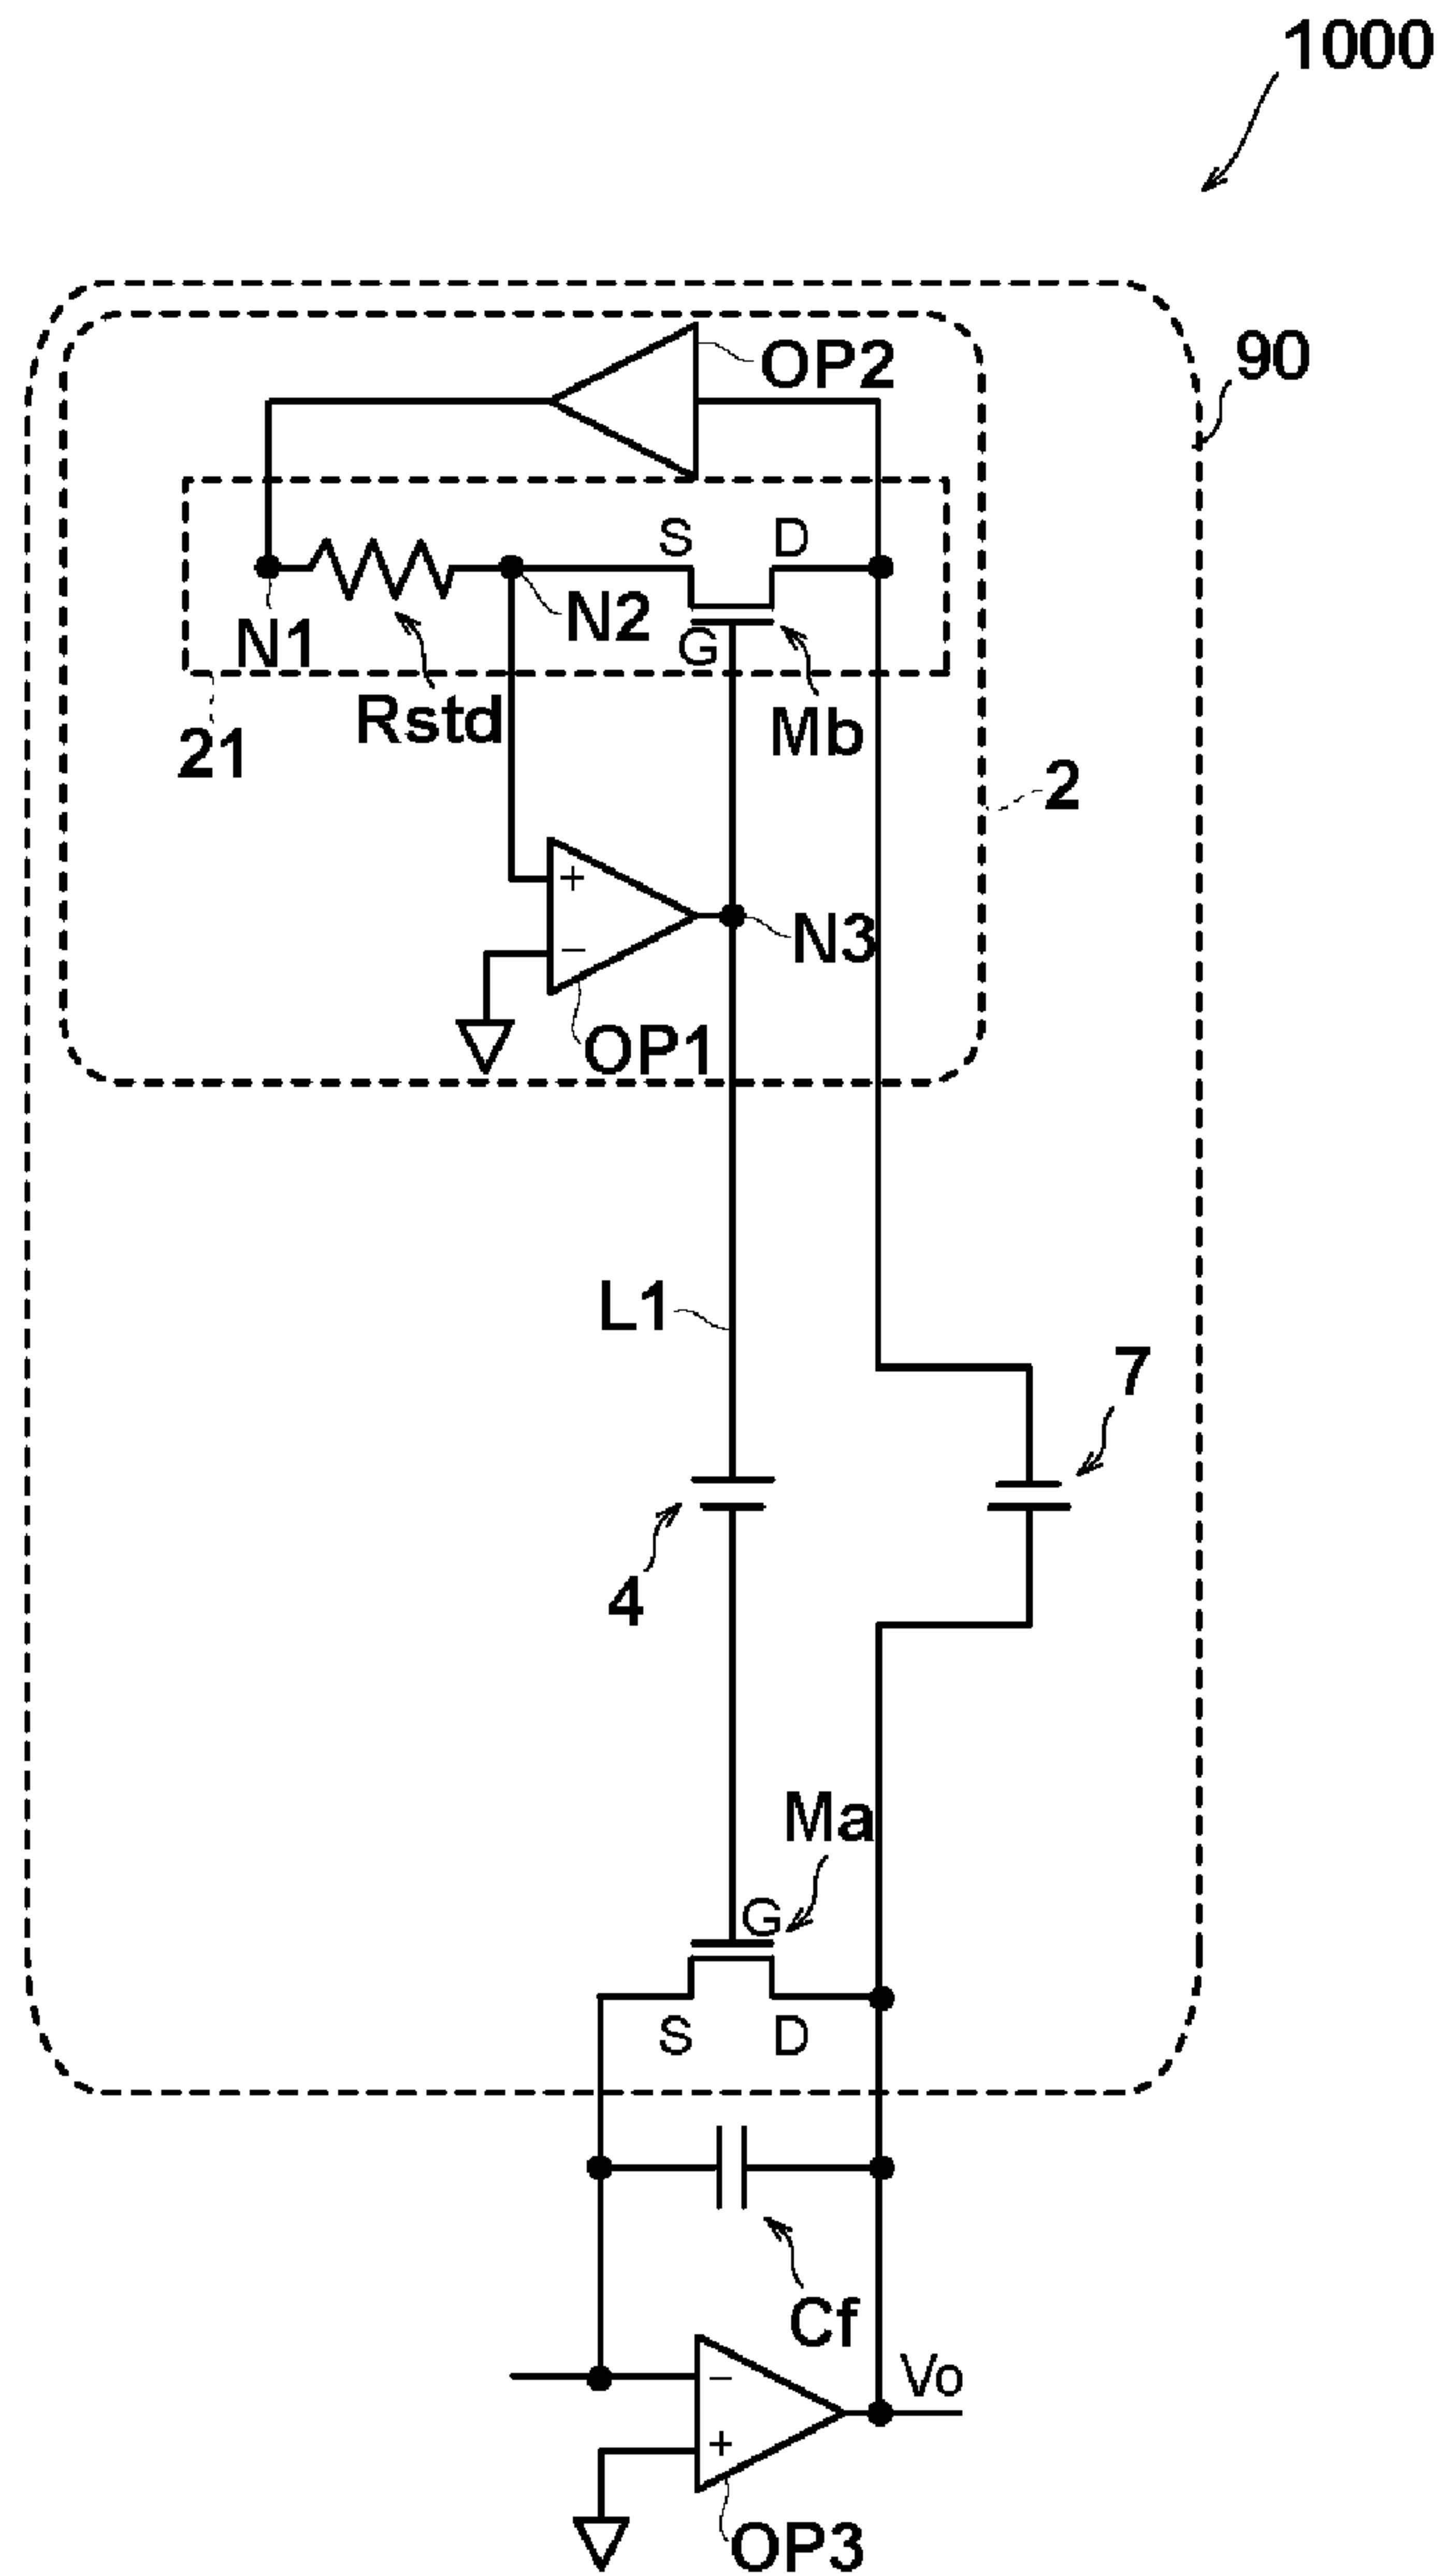 1000
90
OP2
S D
N1
N2
G
Rstd
Mb
21
2
+
N3
−
OP1
L1
7
4
Ma
G
S D
Cf
Vo
−
+
OP3